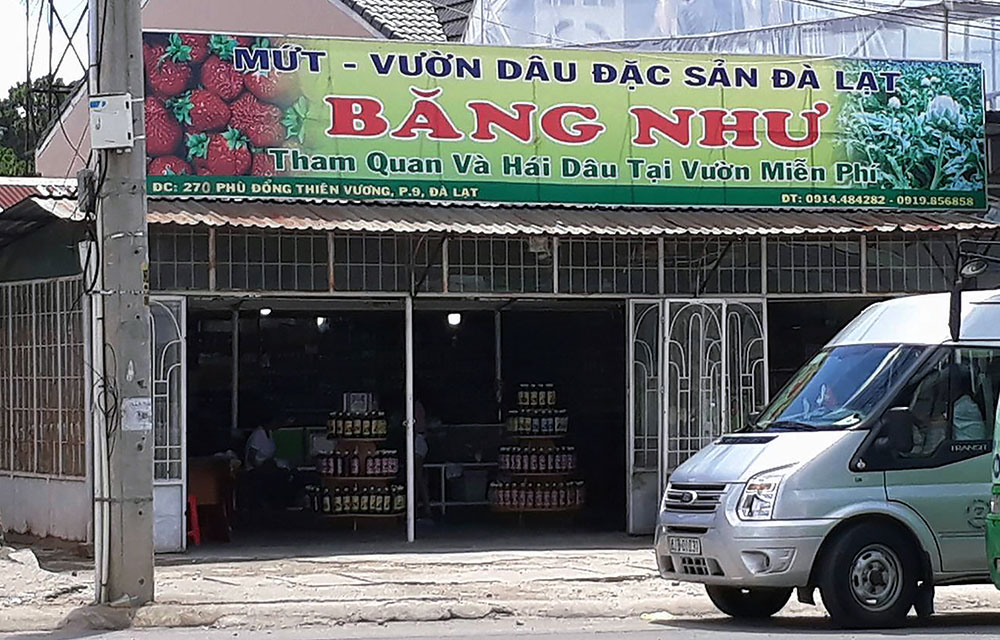 MỨT - VƯỜN DÂU ĐẶC SẢN ĐÀ LẠT
BĂNG NHƯ
Tham Quan Và Hái Dâu Tại Vườn Miễn Phí
ĐC: 270 PHÙ ĐỔNG THIÊN VƯƠNG, P.9, ĐÀ LẠT
ĐT: 0914.484282 - 0919.856858
TRANSIT